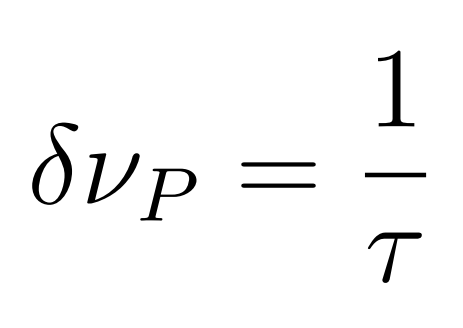 δν_P = 1/τ